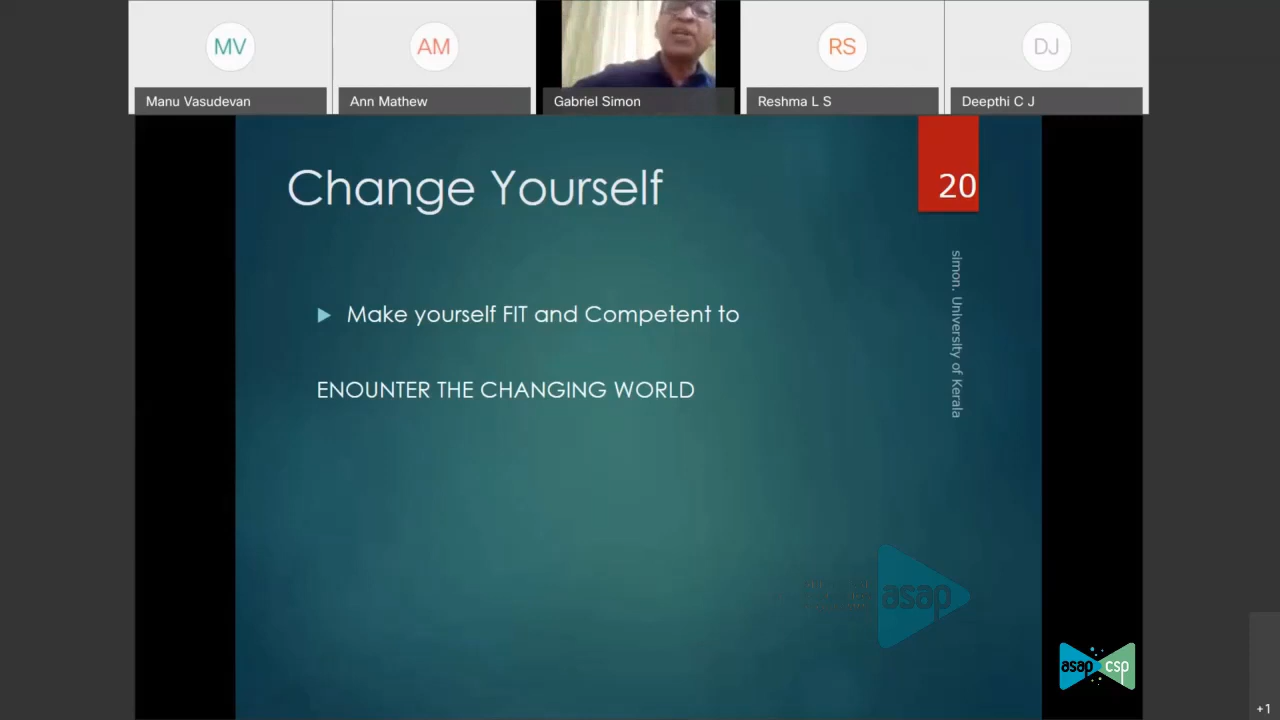 MV
AM
RS
DJ
Manu Vasudevan
Ann Mathew
Gabriel Simon
Reshma L S
Deepthi C J
Change Yourself
20
Make yourself FIT and Competent to
ENOUNTER THE CHANGING WORLD
simon. University of Kerala
asap
asap csp
+1